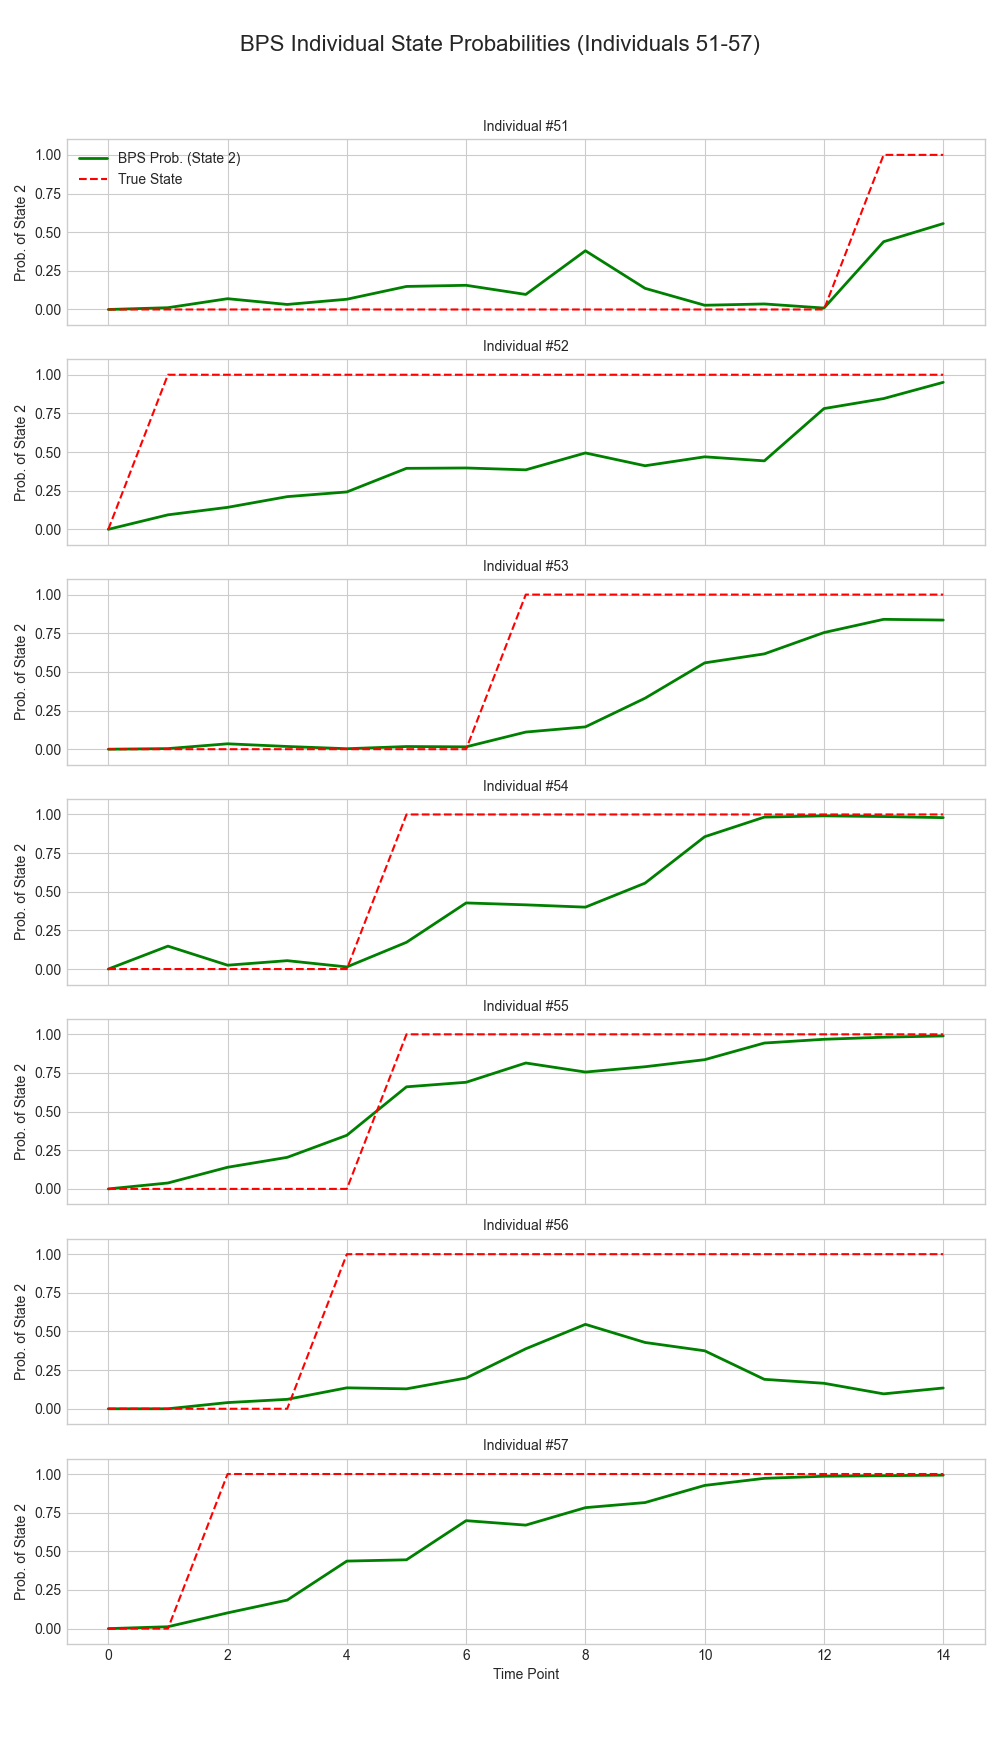 BPS Individual State Probabilities (Individuals 51-57)
Individual #51
BPS Prob. (State 2)
True State
Prob. of State 2
1.00
0.75
0.50
0.25
0.00
Individual #52
Prob. of State 2
1.00
0.75
0.50
0.25
0.00
Individual #53
Prob. of State 2
1.00
0.75
0.50
0.25
0.00
Individual #54
Prob. of State 2
1.00
0.75
0.50
0.25
0.00
Individual #55
Prob. of State 2
1.00
0.75
0.50
0.25
0.00
Individual #56
Prob. of State 2
1.00
0.75
0.50
0.25
0.00
Individual #57
Prob. of State 2
1.00
0.75
0.50
0.25
0.00
0 2 4 6 8 10 12 14
Time Point